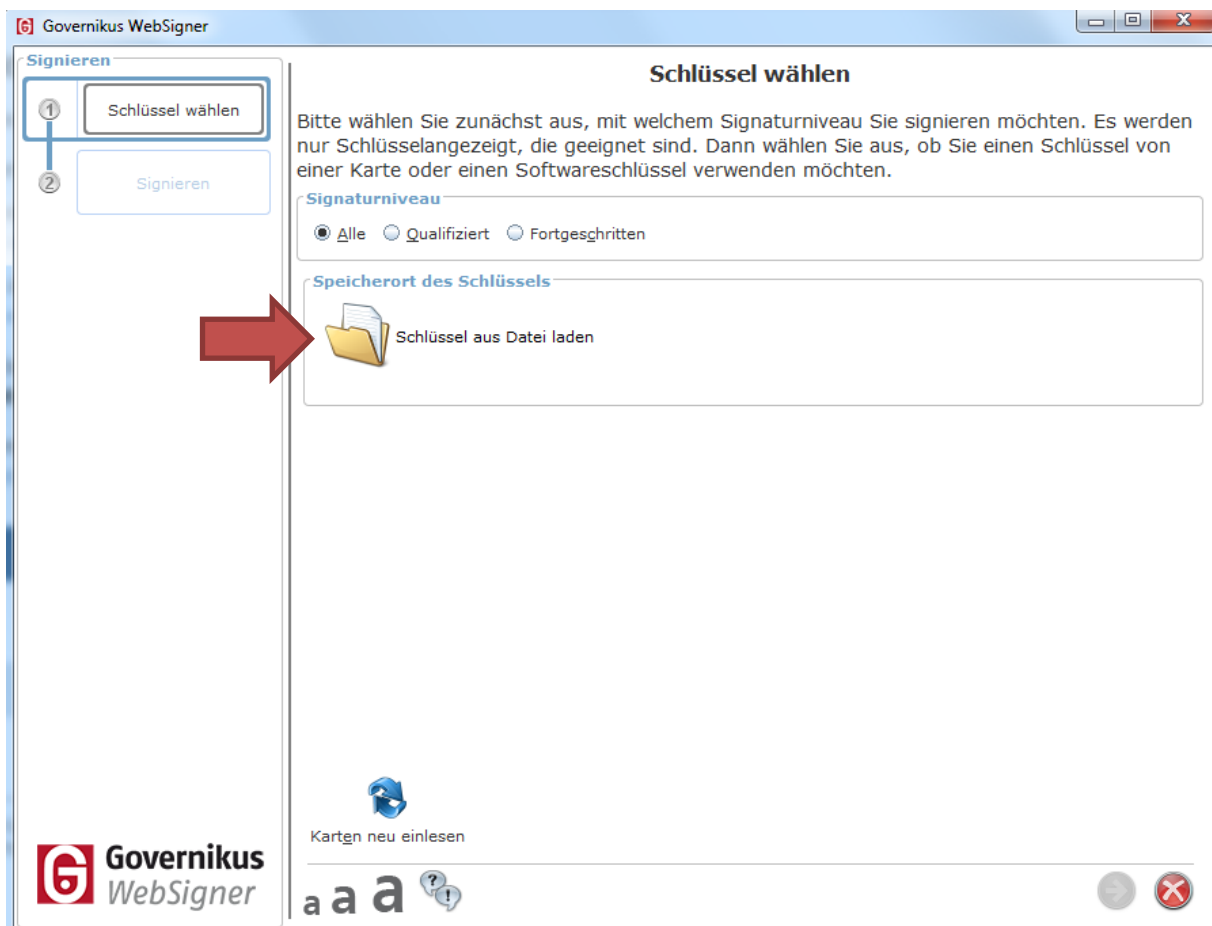 Governikus WebSigner
Signieren
1 Schlüssel wählen
2 Signieren
Schlüssel wählen
Bitte wählen Sie zunächst aus, mit welchem Signaturniveau Sie signieren möchten. Es werden
nur Schlüsselangezeigt, die geeignet sind. Dann wählen Sie aus, ob Sie einen Schlüssel von
einer Karte oder einen Softwareschlüssel verwenden möchten.
Signaturniveau
Alle Qualifiziert Fortgeschritten
Speicherort des Schlüssels
Schlüssel aus Datei laden
Karten neu einlesen
Governikus
WebSigner
a a a ? !